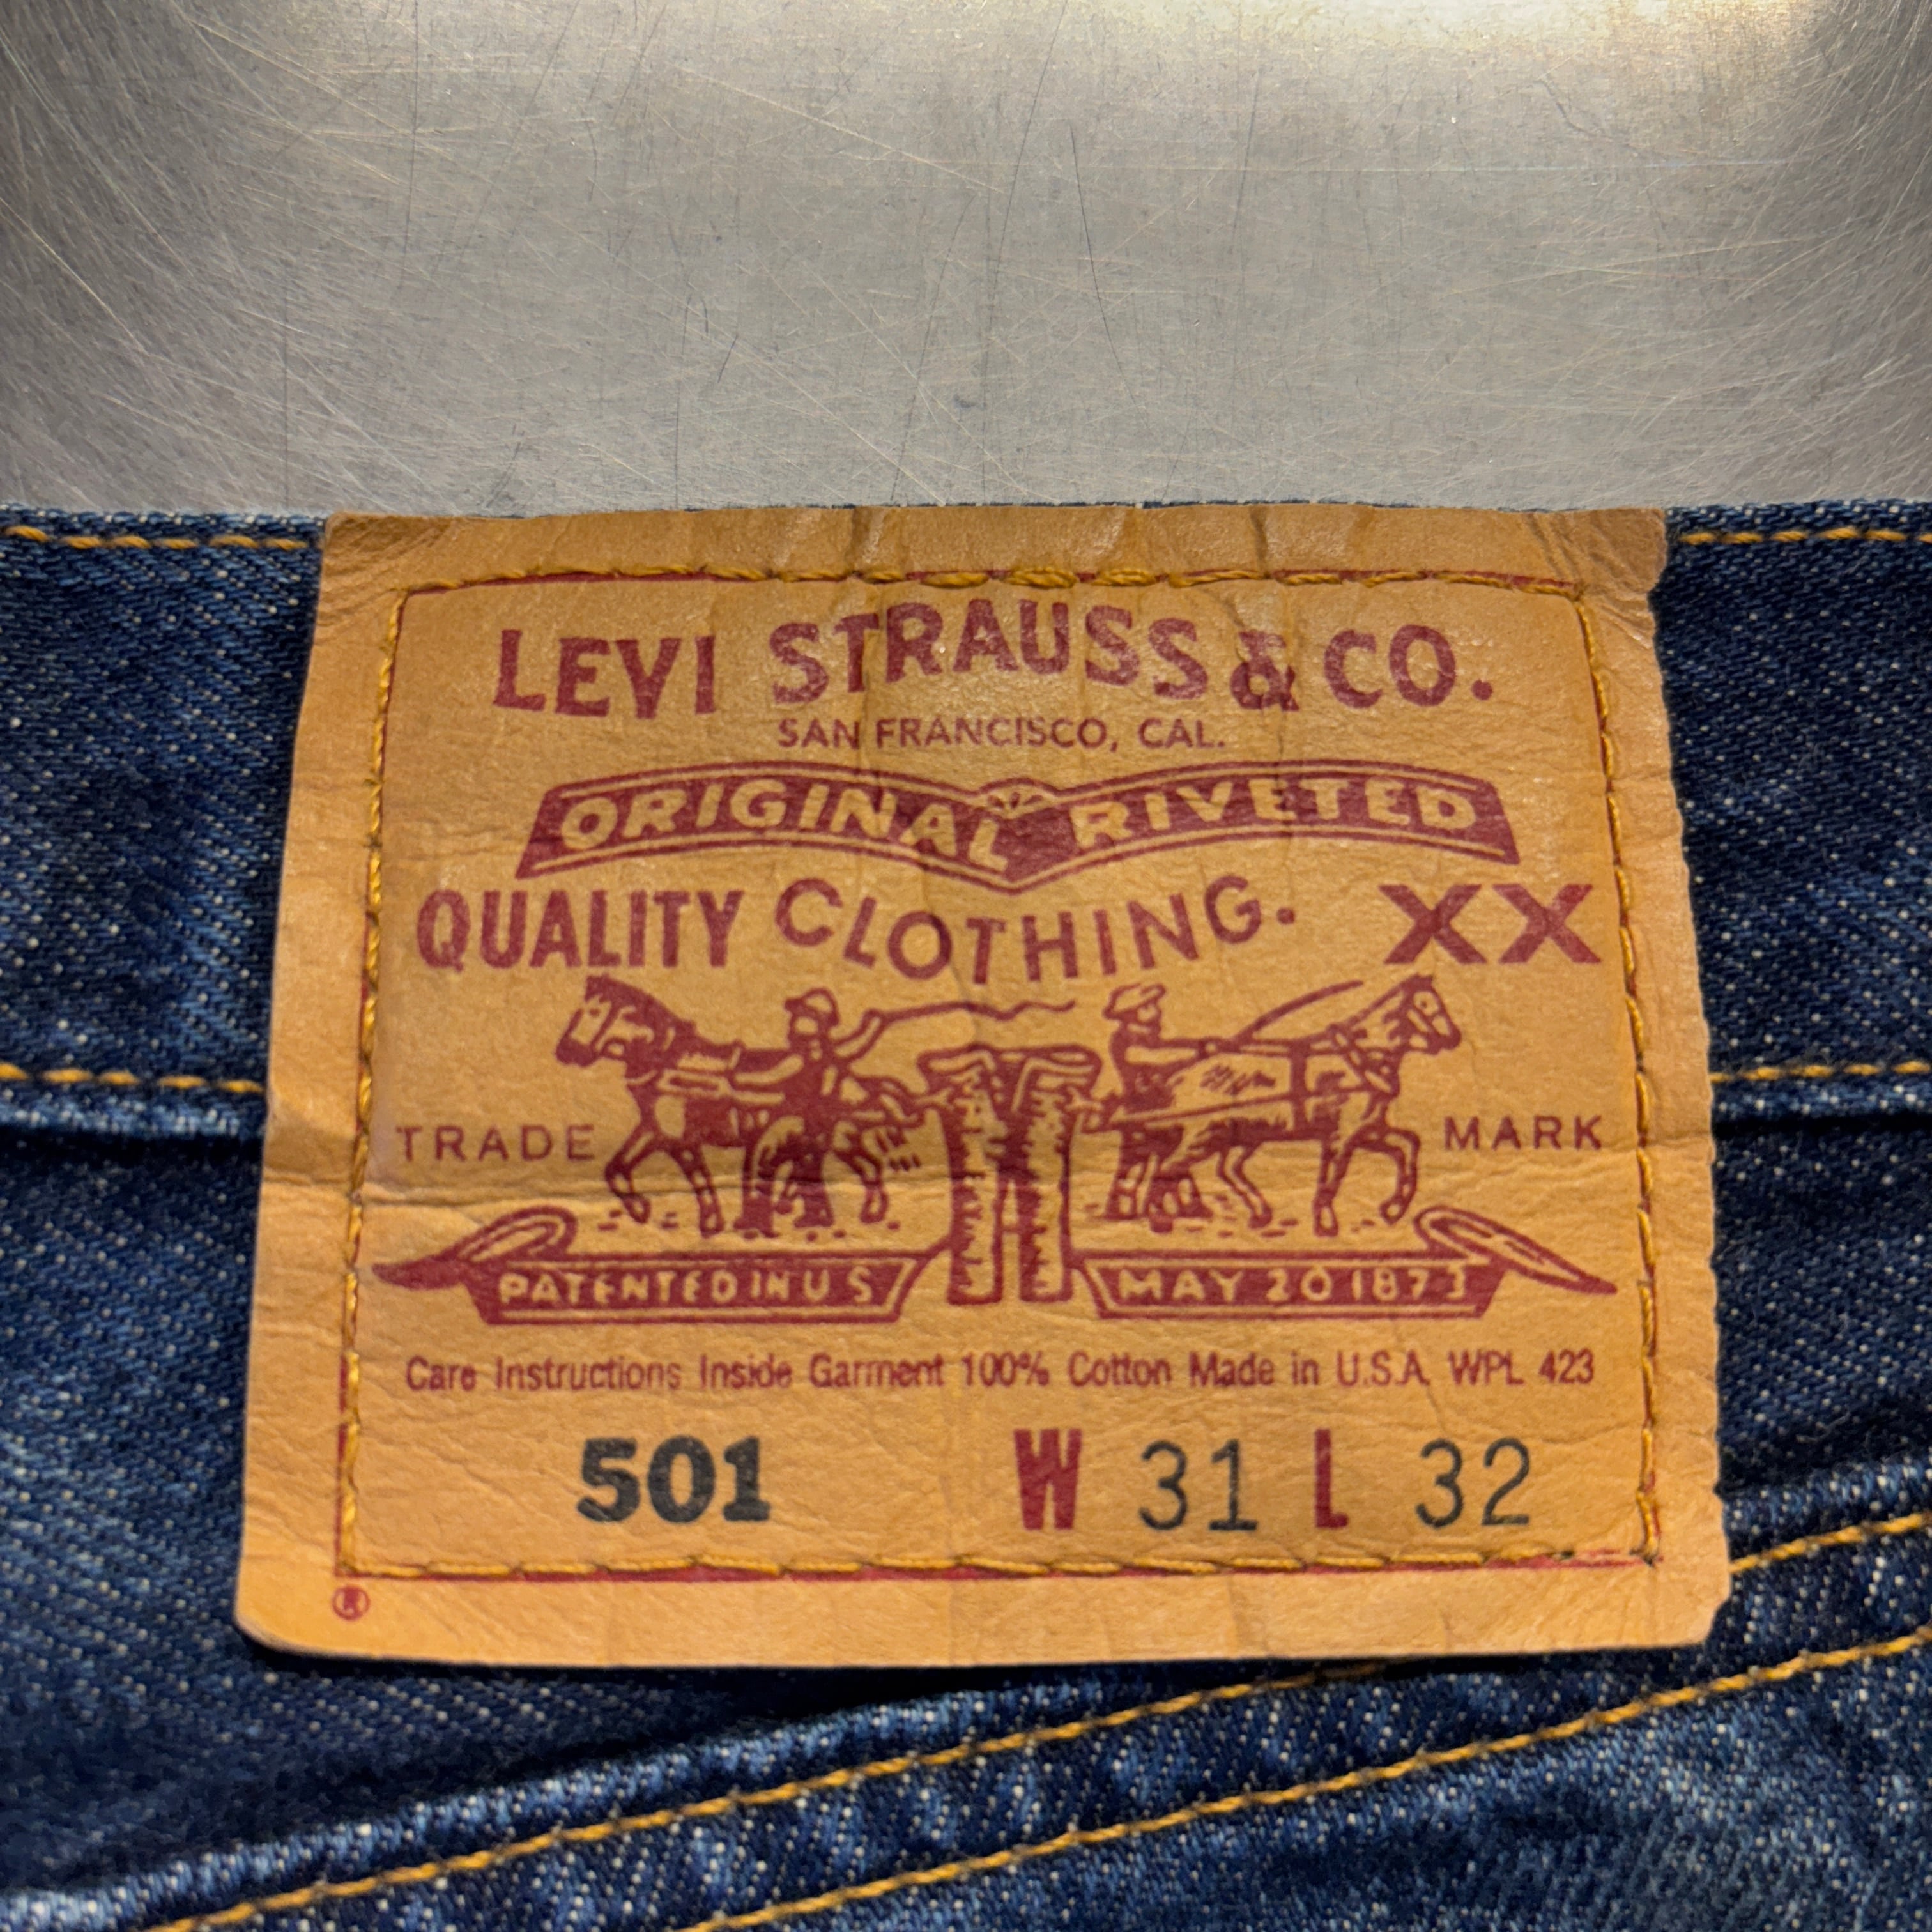 LEVI STRAUSS & CO.
SAN FRANCISCO, CAL.
ORIGINAL RIVETED
QUALITY CLOTHING. XX
TRADE MARK
PATENTED IN U S MAY 20 1873
Care Instructions Inside Garment 100% Cotton Made in U.S.A. WPL 423
501 W 31 L 32
®